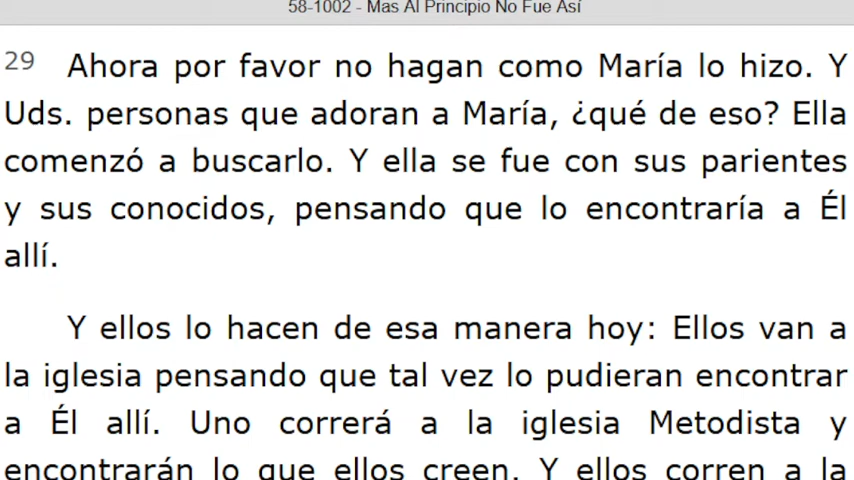 58-1002 - Mas Al Principio No Fue Así
29 Ahora por favor no hagan como María lo hizo. Y
Uds. personas que adoran a María, ¿qué de eso? Ella
comenzó a buscarlo. Y ella se fue con sus parientes
y sus conocidos, pensando que lo encontraría a Él
allí.
Y ellos lo hacen de esa manera hoy: Ellos van a
la iglesia pensando que tal vez lo pudieran encontrar
a Él allí. Uno correrá a la iglesia Metodista y
encontrarán lo que ellos creen. Y ellos corren a la